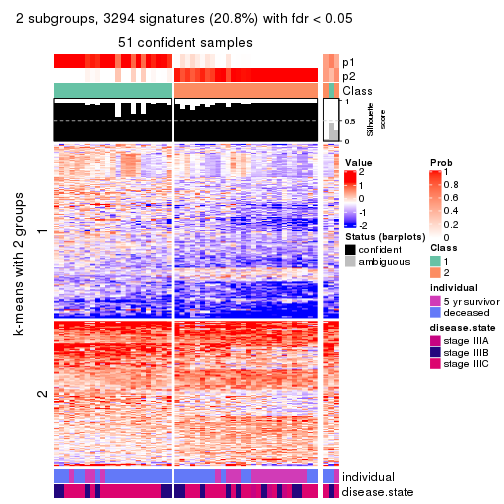 2 subgroups, 3294 signatures (20.8%) with fdr < 0.05
51 confident samples
p1
p2
Class
1
0.5
0
Silhouette
score
k-means with 2 groups
1
2
individual
disease.state
Value
2
1
0
-1
-2
Status (barplots)
confident
ambiguous
Prob
1
0.8
0.6
0.4
0.2
0
Class
1
2
individual
5 yr survivor
deceased
disease.state
stage IIIA
stage IIIB
stage IIIC